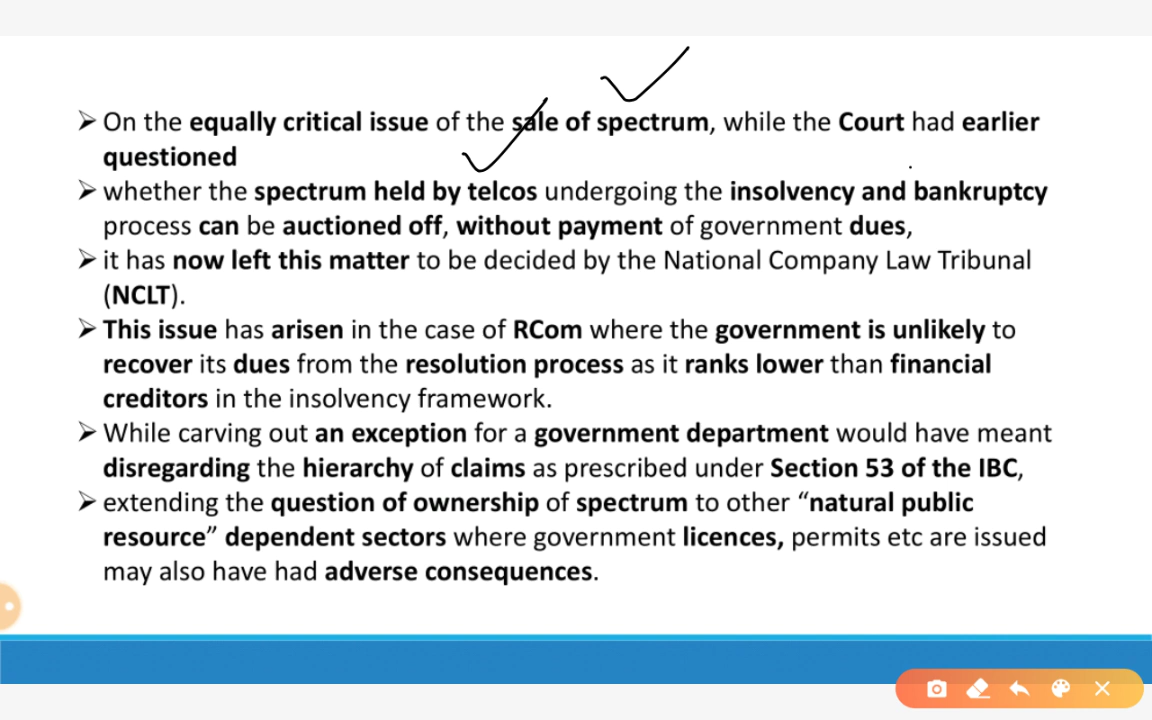 ➢ On the equally critical issue of the sale of spectrum, while the Court had earlier
questioned
➢ whether the spectrum held by telcos undergoing the insolvency and bankruptcy
process can be auctioned off, without payment of government dues,
➢ it has now left this matter to be decided by the National Company Law Tribunal
(NCLT).
➢ This issue has arisen in the case of RCom where the government is unlikely to
recover its dues from the resolution process as it ranks lower than financial
creditors in the insolvency framework.
➢ While carving out an exception for a government department would have meant
disregarding the hierarchy of claims as prescribed under Section 53 of the IBC,
➢ extending the question of ownership of spectrum to other “natural public
resource” dependent sectors where government licences, permits etc are issued
may also have had adverse consequences.